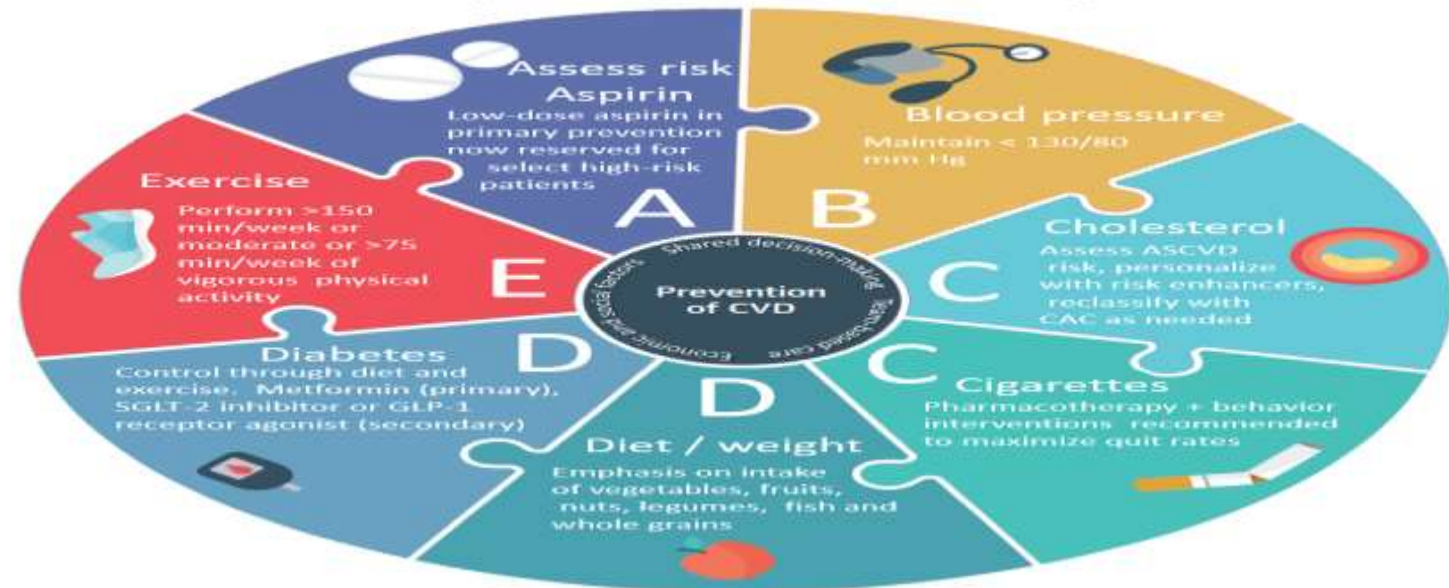 Assess risk
Aspirin
Low-dose aspirin in
primary prevention
now reserved for
select high-risk
patients
A
Blood pressure
Maintain < 130/80
mm Hg
B
Cholesterol
Assess ASCVD
risk, personalize
with risk enhancers,
reclassify with
CAC as needed
C
Cigarettes
Pharmacotherapy + behavior
interventions recommended
to maximize quit rates
C
Diet / weight
Emphasis on intake
of vegetables, fruits,
nuts, legumes, fish and
whole grains
D
Diabetes
Control through diet and
exercise. Metformin (primary),
SGLT-2 inhibitor or GLP-1
receptor agonist (secondary)
D
Exercise
Perform >150
min/week or
moderate or >75
min/week of
vigorous physical
activity
E
Prevention
of CVD
Shared decision-making
Team-based care
Economic and social factors